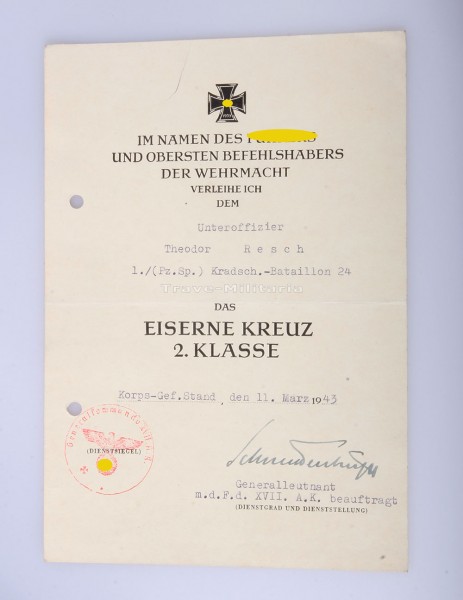 IM NAMEN DES
UND OBERSTEN BEFEHLSHABERS
DER WEHRMACHT
VERLEIHE ICH
DEM
Unteroffizier
Theodor Resch
1./(Pz.Sp.) Kradsch.-Bataillon 24
Trave-Militaria
DAS
EISERNE KREUZ
2. KLASSE
Korps-Gef.Stand, den 11. März 1943
Generalkommando
(DIENSTSIEGEL)
Generalleutnant
m.d.F.d. XVII. A.K. beauftragt
(DIENSTGRAD UND DIENSTSTELLUNG)